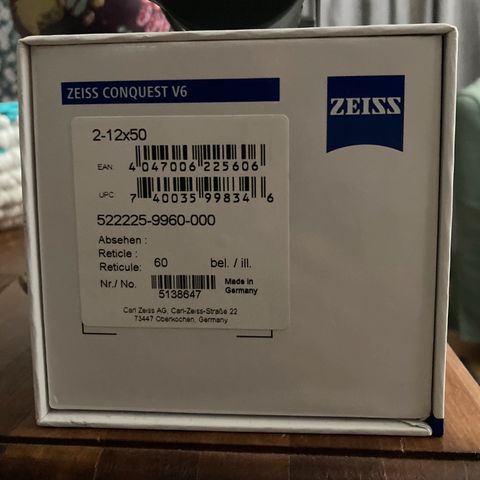 ZEISS CONQUEST V6
ZEISS
2-12x50
EAN: 4 047006 225606
UPC: 7 40035 99834 6
522225-9960-000
Absehen :
Reticle :
Reticule: 60 bel. / ill.
Nr./ No. 5138647 Made in
Germany
Carl Zeiss AG, Carl-Zeiss-Straße 22
73447 Oberkochen, Germany